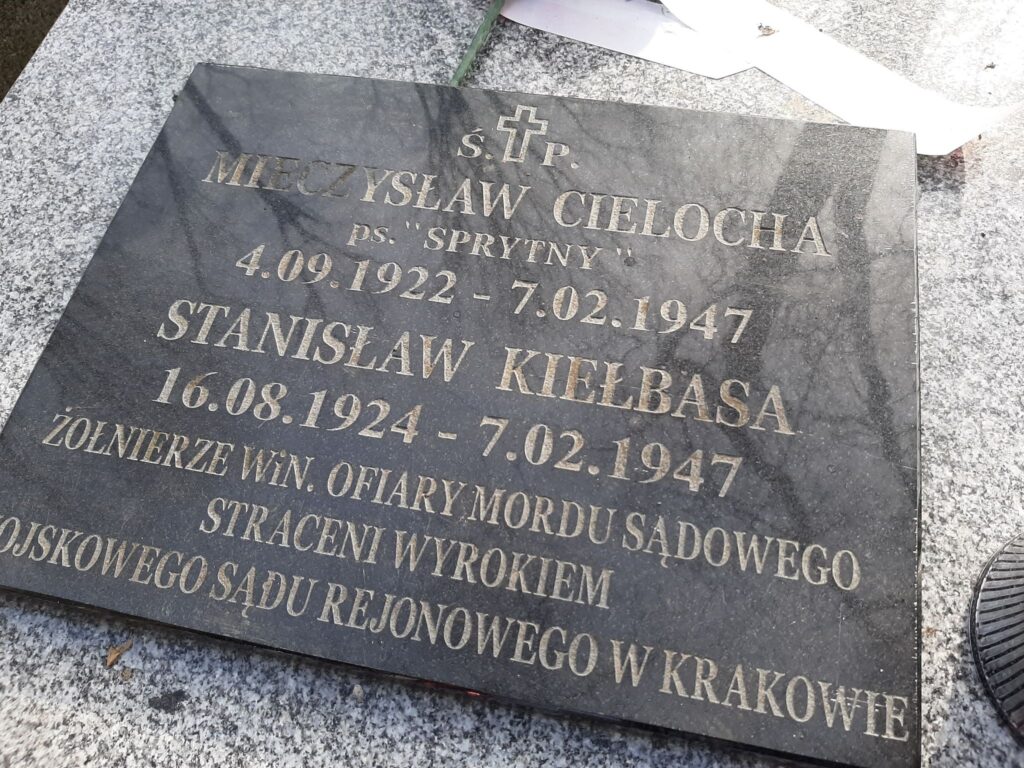 Ś. P.
MIECZYSŁAW CIELOCHA
ps. "SPRYTNY"
4.09.1922 - 7.02.1947
STANISŁAW KIEŁBASA
16.08.1924 - 7.02.1947
ŻOŁNIERZE WiN. OFIARY MORDU SĄDOWEGO
STRACENI WYROKIEM
OJSKOWEGO SĄDU REJONOWEGO W KRAKOWIE